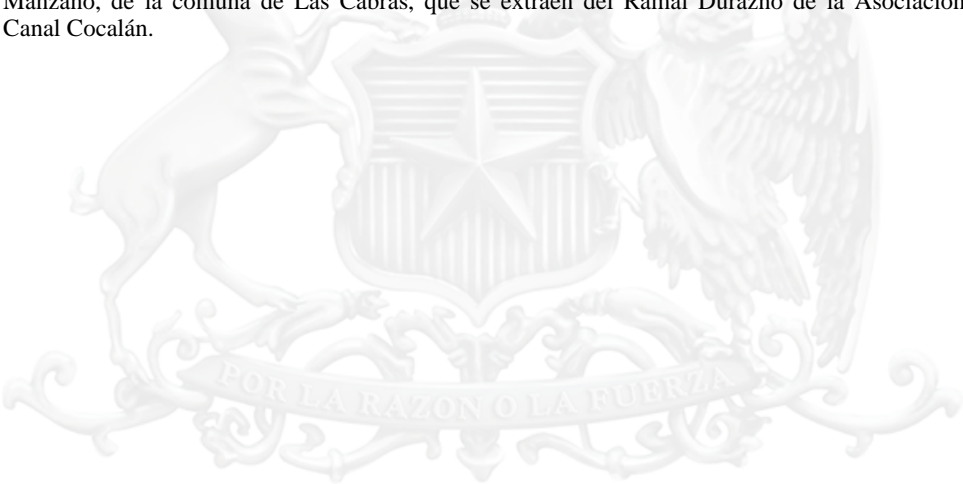 Manzano, de la comuna de Las Cabras, que se extraen del Ramal Durazno de la Asociación
Canal Cocalán.
POR LA RAZON O LA FUERZA